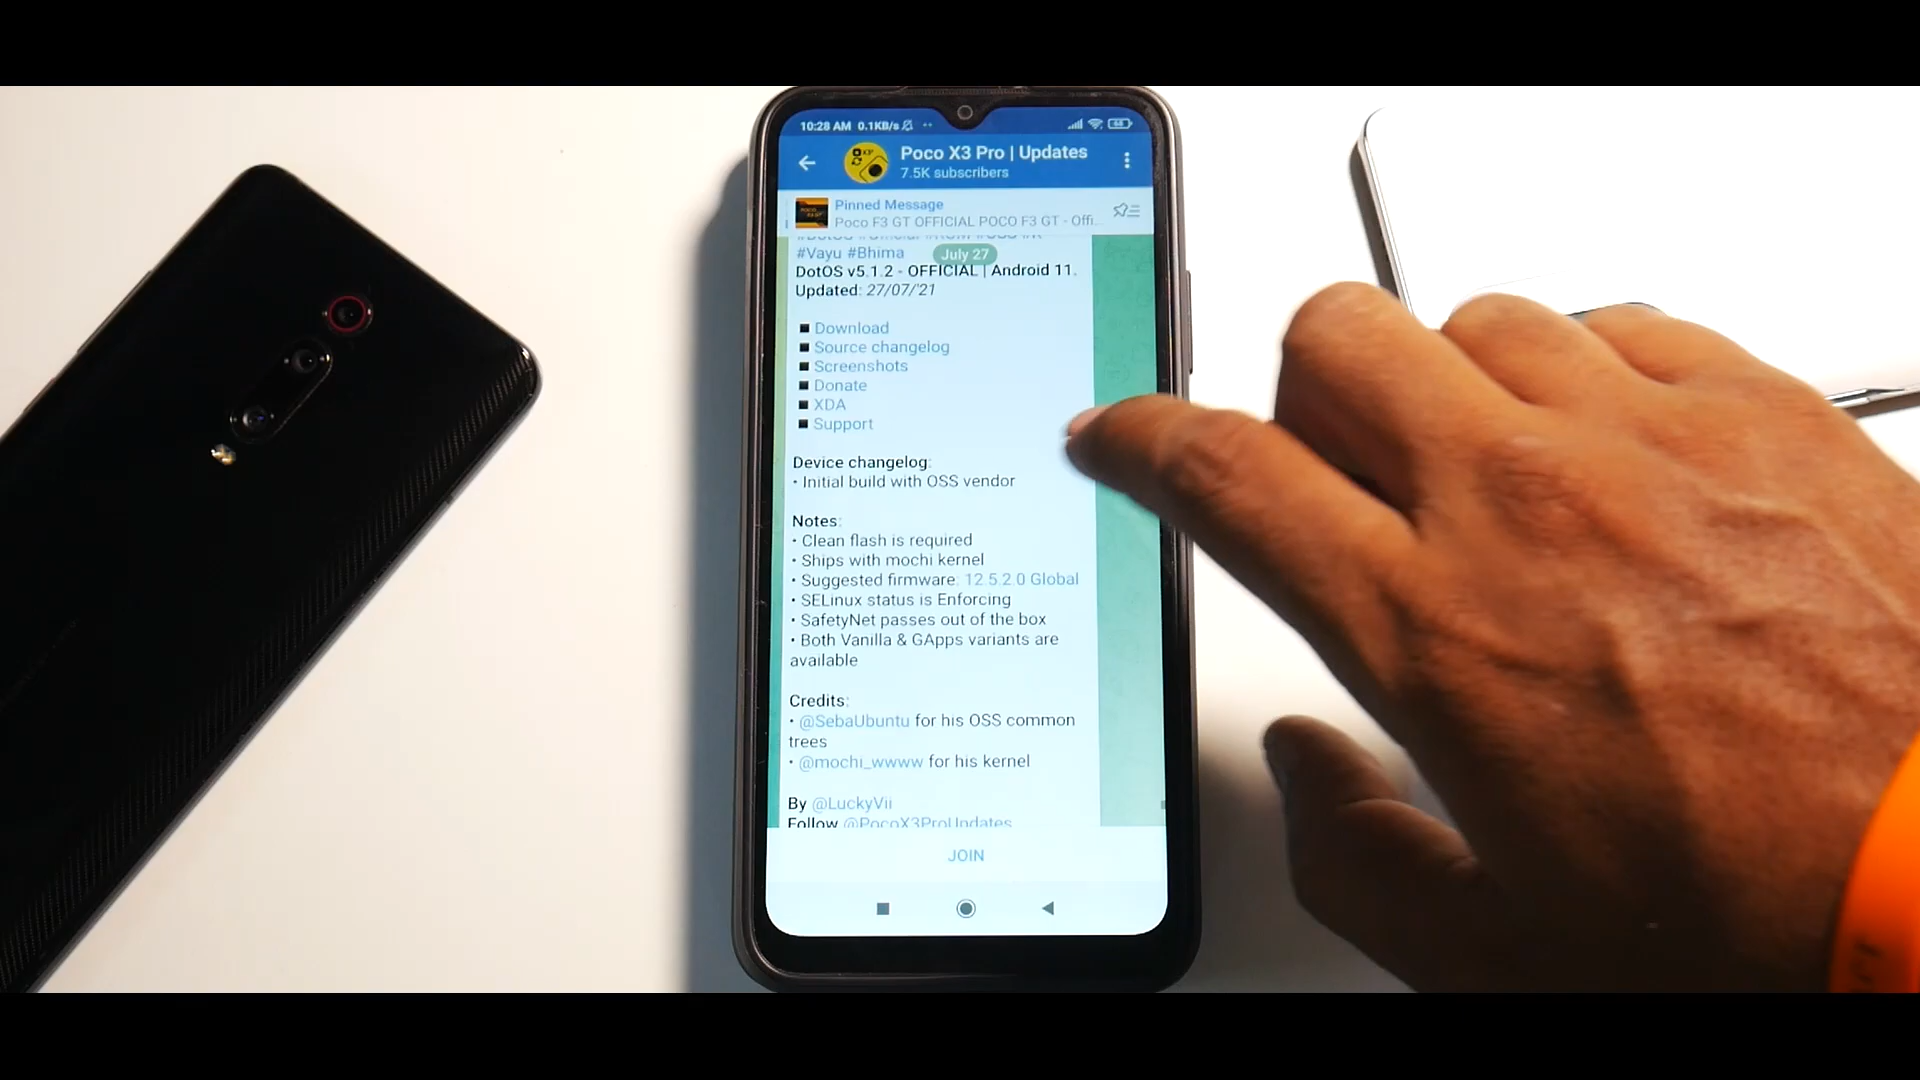 10:28 AM 0.1KB/s
68
Poco X3 Pro | Updates
7.5K subscribers
Pinned Message
Poco F3 GT OFFICIAL POCO F3 GT - Offi...
#Vayu #Bhima
July 27
DotOS v5.1.2 - OFFICIAL | Android 11.
Updated: 27/07/'21
Download
Source changelog
Screenshots
Donate
XDA
Support
Device changelog:
• Initial build with OSS vendor
Notes:
• Clean flash is required
• Ships with mochi kernel
• Suggested firmware: 12.5.2.0 Global
• SELinux status is Enforcing
• SafetyNet passes out of the box
• Both Vanilla & GApps variants are
available
Credits:
• @SebaUbuntu for his OSS common
trees
• @mochi_wwww for his kernel
By @LuckyVii
Follow @PocoX3ProUpdates
JOIN